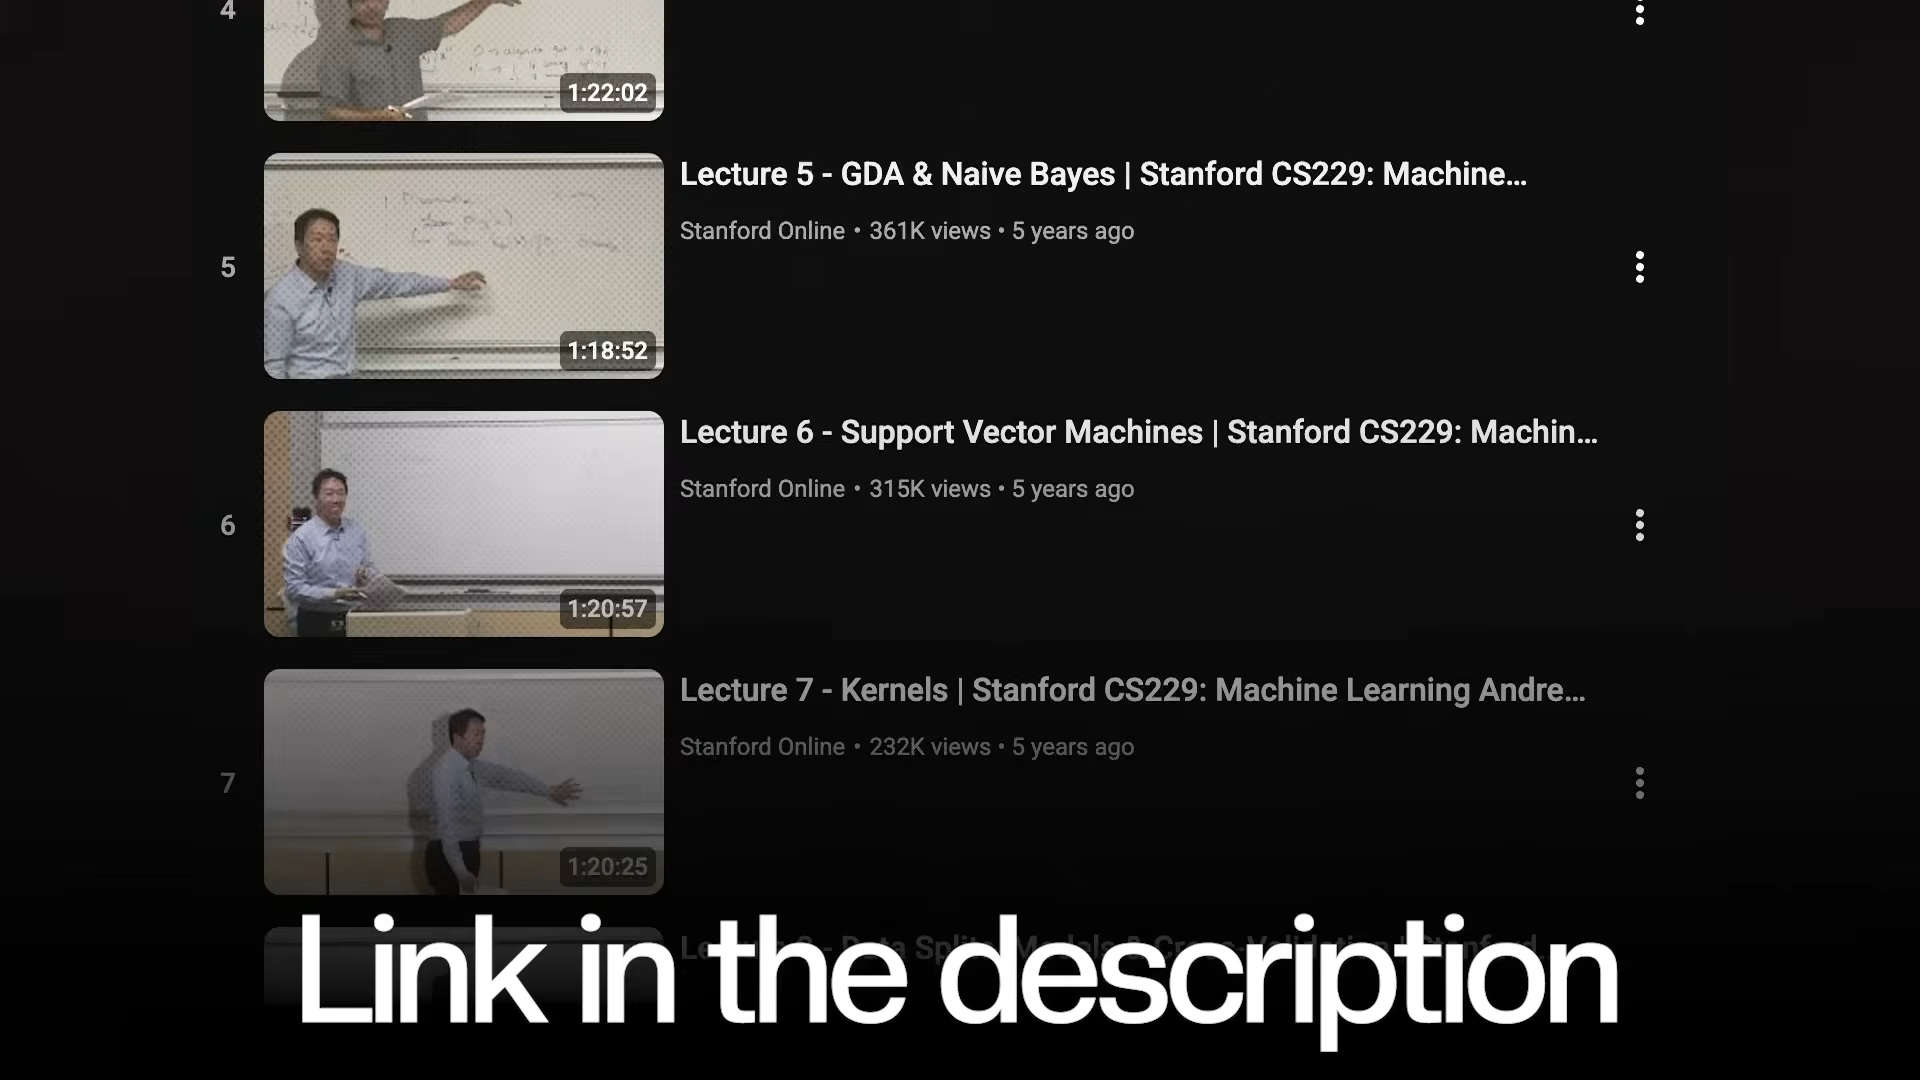 4
1:22:02
Lecture 5 - GDA & Naive Bayes | Stanford CS229: Machine...
Stanford Online • 361K views • 5 years ago
5
1:18:52
Lecture 6 - Support Vector Machines | Stanford CS229: Machin...
Stanford Online • 315K views • 5 years ago
6
1:20:57
Lecture 7 - Kernels | Stanford CS229: Machine Learning Andre...
Stanford Online • 232K views • 5 years ago
7
1:20:25
Link in the description